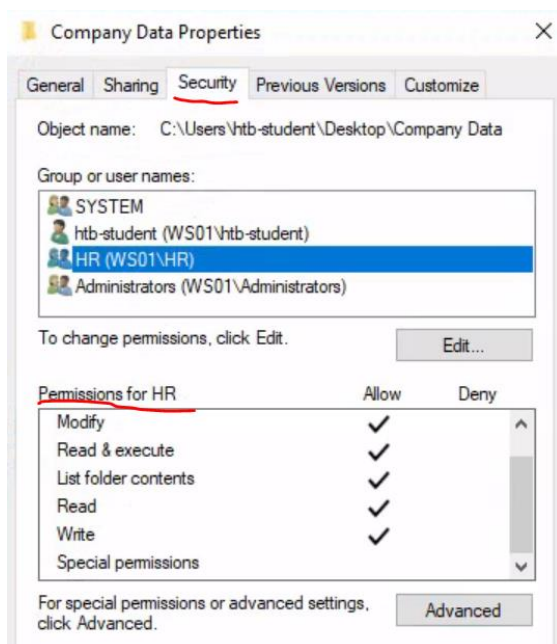 Company Data Properties
General Sharing Security Previous Versions Customize
Object name: C:\Users\htb-student\Desktop\Company Data
Group or user names:
SYSTEM
htb-student (WS01\htb-student)
HR (WS01\HR)
Administrators (WS01\Administrators)
To change permissions, click Edit. Edit...
Permissions for HR Allow Deny
Modify
Read & execute
List folder contents
Read
Write
Special permissions
For special permissions or advanced settings, Advanced
click Advanced.